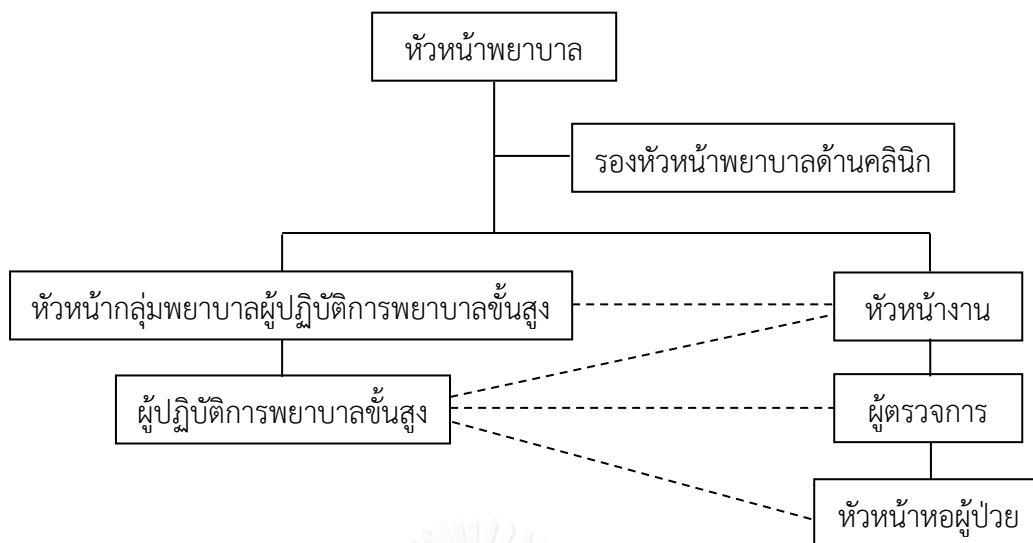 หัวหน้าพยาบาล
รองหัวหน้าพยาบาลด้านคลินิก
หัวหน้ากลุ่มพยาบาลผู้ปฏิบัติการพยาบาลขั้นสูง
หัวหน้างาน
ผู้ปฏิบัติการพยาบาลขั้นสูง
ผู้ตรวจการ
หัวหน้าหอผู้ป่วย